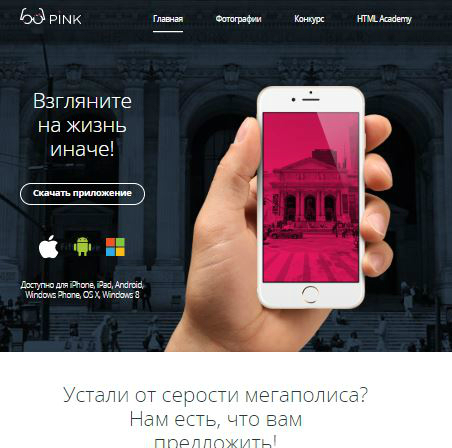 PINK
Главная Фотографии Конкурс HTML Academy
Взгляните
на жизнь
иначе!
Скачать приложение
Доступно для iPhone, iPad, Android,
Windows Phone, OS X, Windows 8
Устали от серости мегаполиса?
Нам есть, что вам
предложить!